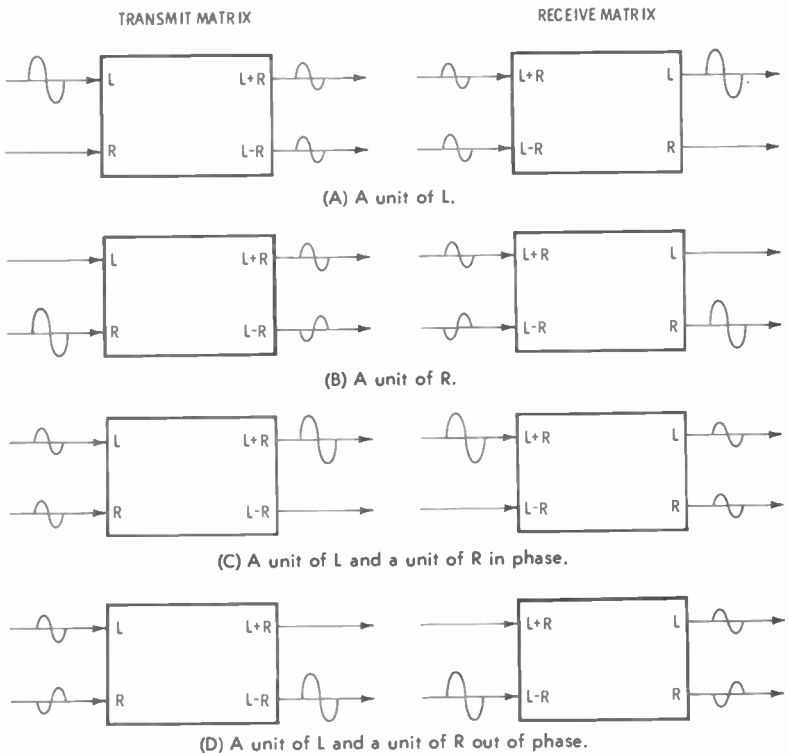 TRANSMIT MATRIX RECEIVE MATRIX
L L+R L+R L
R L-R L-R R
(A) A unit of L.
L L+R L+R L
R L-R L-R R
(B) A unit of R.
L L+R L+R L
R L-R L-R R
(C) A unit of L and a unit of R in phase.
L L+R L+R L
R L-R L-R R
(D) A unit of L and a unit of R out of phase.